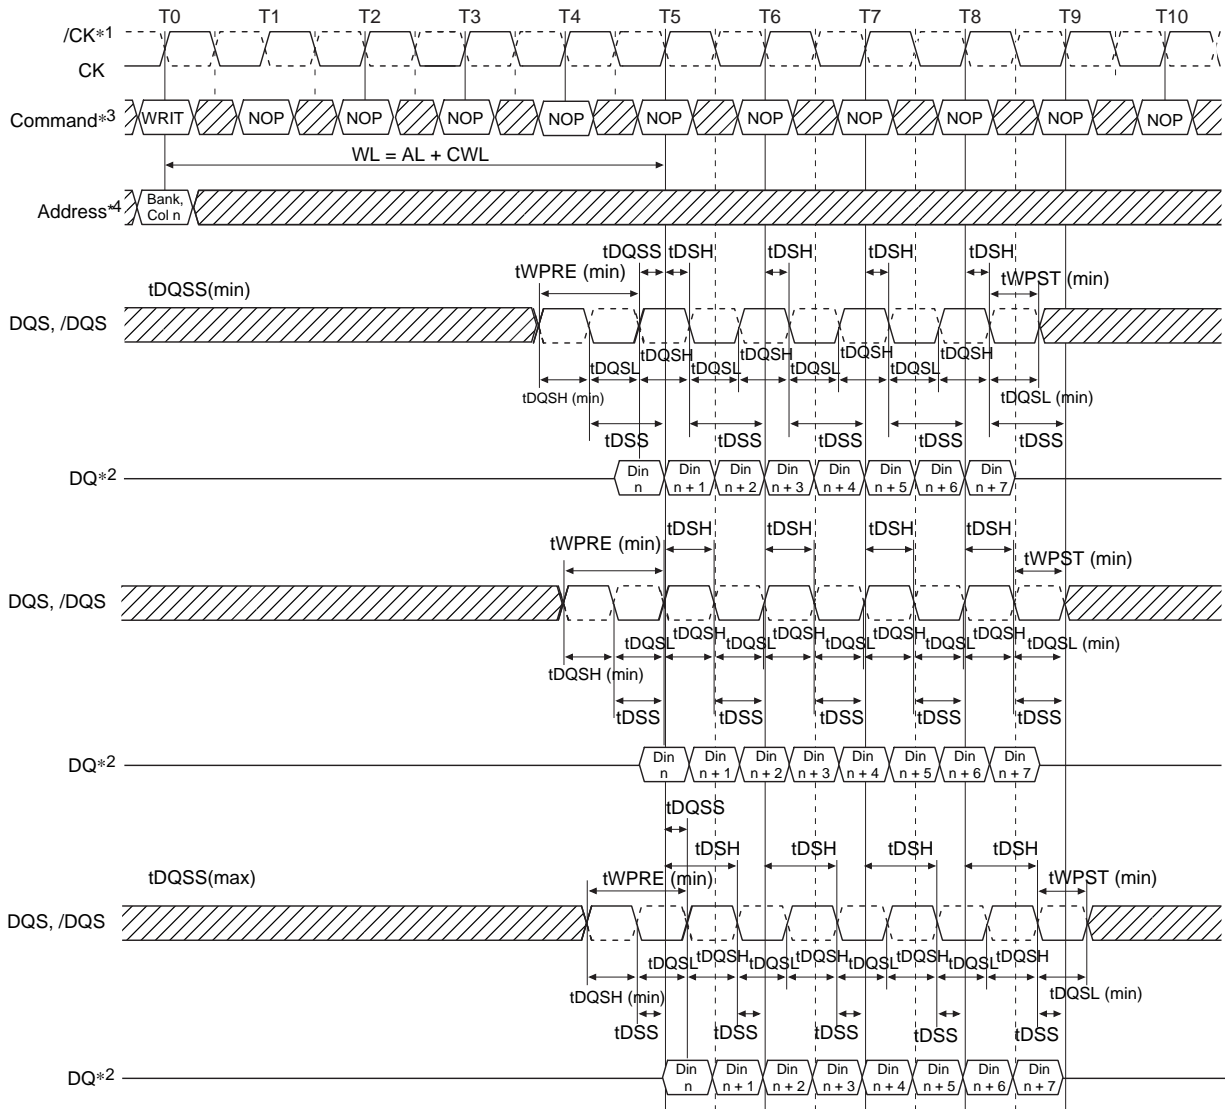 T0 T1 T2 T3 T4 T5 T6 T7 T8 T9 T10
/CK*1
CK
Command*3 WRIT NOP NOP NOP NOP NOP NOP NOP NOP NOP NOP
WL = AL + CWL
Address*4 Bank, Col n
tDQSS tDSH tDSH tDSH tDSH
tWPRE (min) tWPST (min)
tDQSS(min)
DQS, /DQS
tDQSH tDQSH tDQSH tDQSH
tDQSL tDQSL tDQSL tDQSL
tDQSH (min) tDQSL (min)
tDSS tDSS tDSS tDSS tDSS
DQ*2 Din n Din n + 1 Din n + 2 Din n + 3 Din n + 4 Din n + 5 Din n + 6 Din n + 7
tDSH tDSH tDSH tDSH
tWPRE (min) tWPST (min)
DQS, /DQS
tDQSL tDQSH tDQSL tDQSH tDQSL tDQSH tDQSL tDQSH tDQSL (min)
tDQSH (min)
tDSS tDSS tDSS tDSS tDSS
DQ*2 Din n Din n + 1 Din n + 2 Din n + 3 Din n + 4 Din n + 5 Din n + 6 Din n + 7
tDQSS
tDSH tDSH tDSH tDSH
tDQSS(max) tWPRE (min) tWPST (min)
DQS, /DQS
tDQSL tDQSH tDQSL tDQSH tDQSL tDQSH tDQSL tDQSH
tDQSH (min) tDQSL (min)
tDSS tDSS tDSS tDSS tDSS
DQ*2 Din n Din n + 1 Din n + 2 Din n + 3 Din n + 4 Din n + 5 Din n + 6 Din n + 7